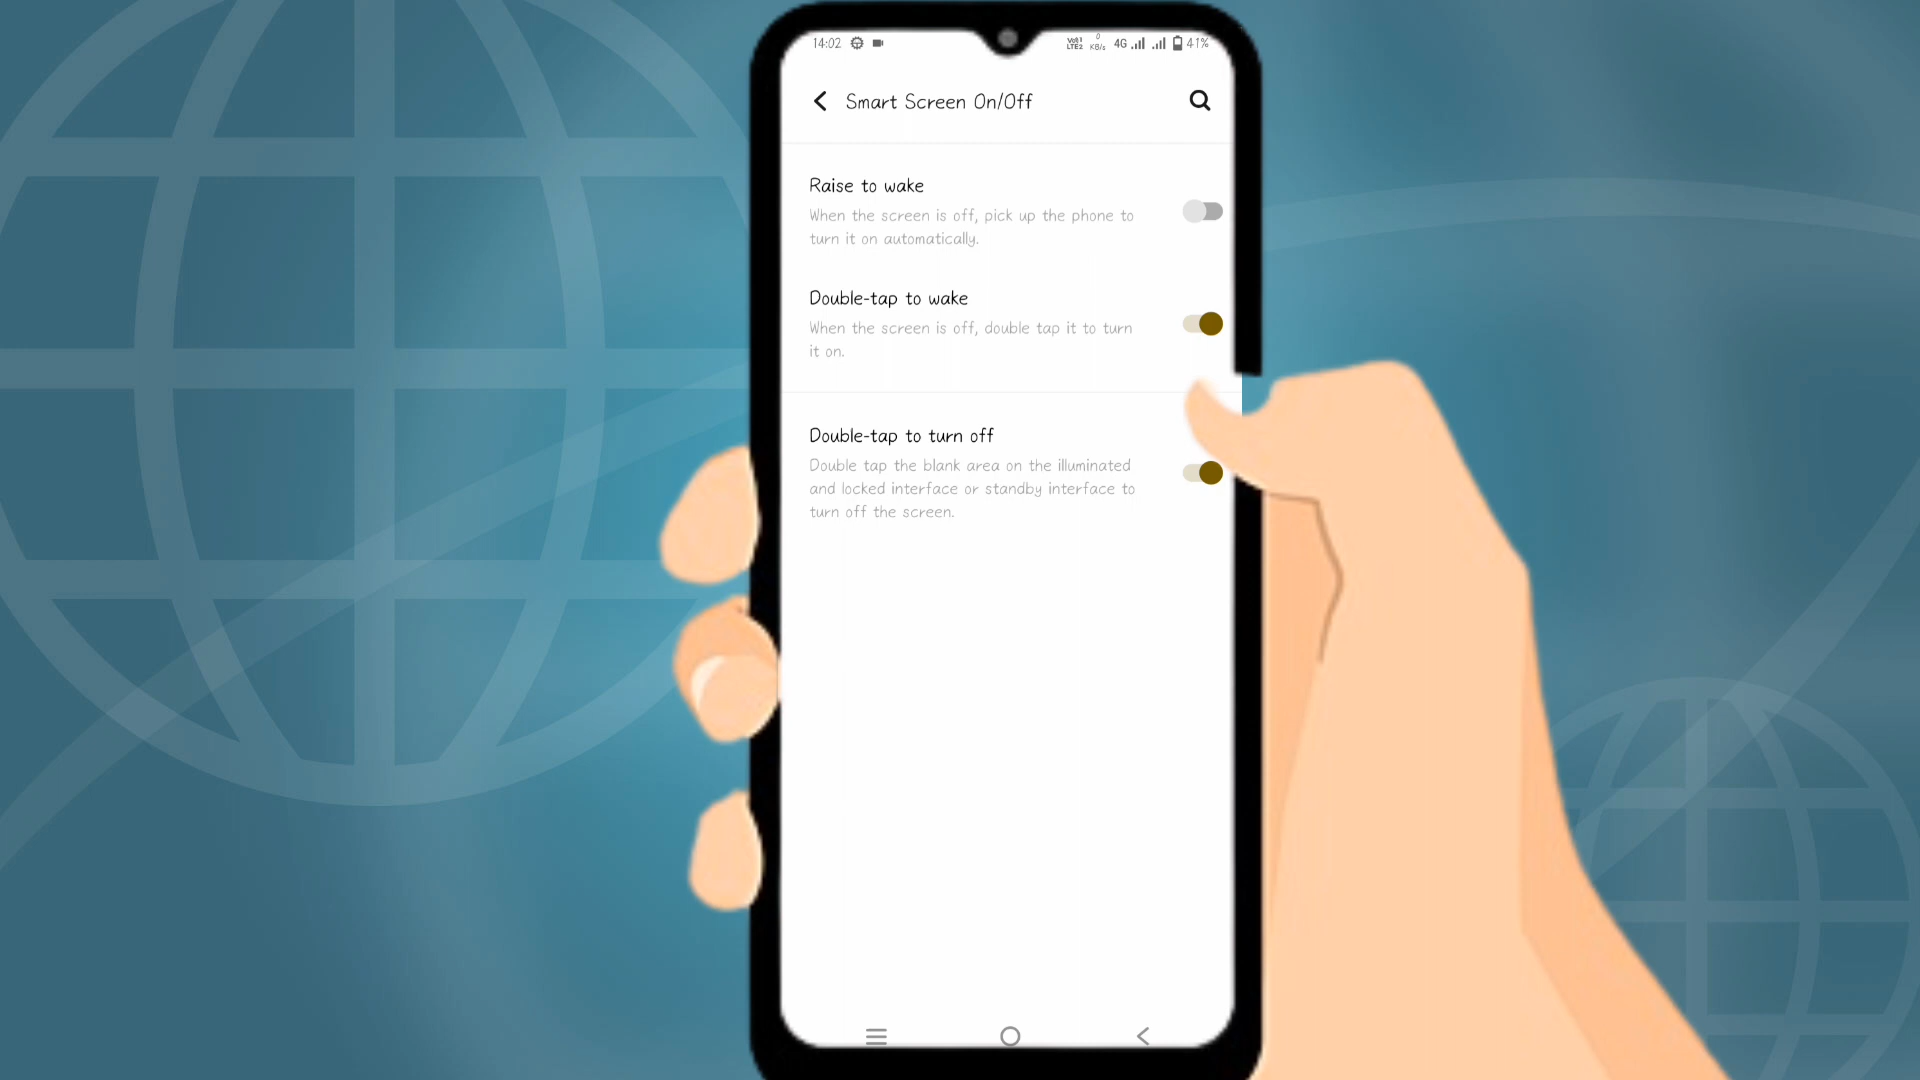 14:02
VoII LTE2 0 KB/s 4G 41%
Smart Screen On/Off
Raise to wake
When the screen is off, pick up the phone to
turn it on automatically.
Double-tap to wake
When the screen is off, double tap it to turn
it on.
Double-tap to turn off
Double tap the blank area on the illuminated
and locked interface or standby interface to
turn off the screen.